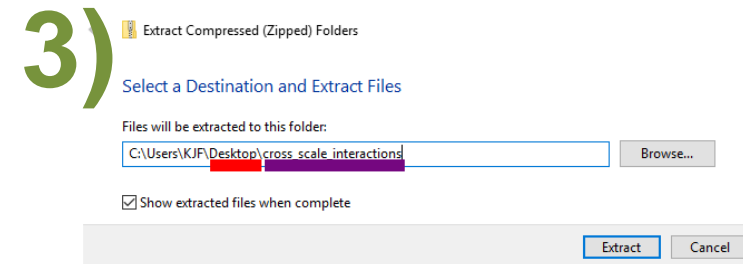 3)
Extract Compressed (Zipped) Folders
Select a Destination and Extract Files
Files will be extracted to this folder:
C:\Users\KJF\Desktop\cross_scale_interactions
Browse...
Show extracted files when complete
Extract
Cancel